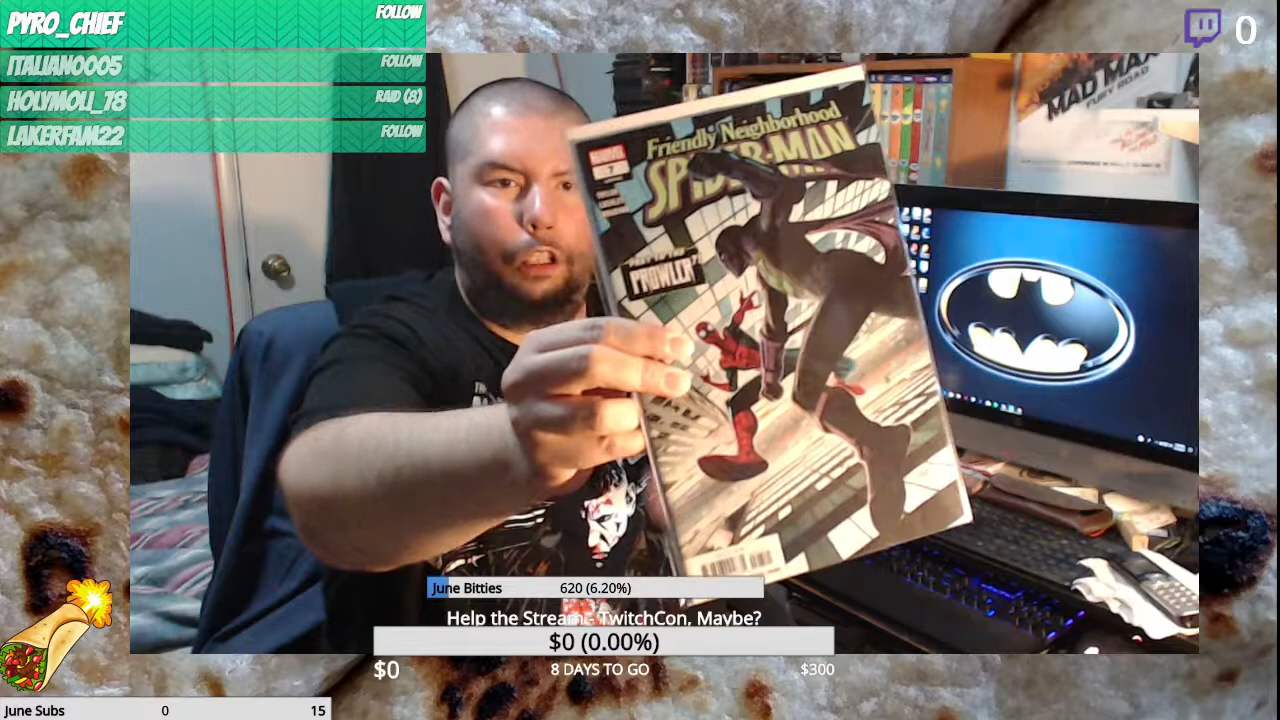 PYRO_CHIEF FOLLOW
ITALIANO005 FOLLOW
HOLYMOLI_78 RAID (8)
LAKERFAM22 FOLLOW
0
MAD MAX
FURY ROAD
MARVEL
7
Friendly Neighborhood
SPIDER-MAN
PROWLER
June Bitties 620 (6.20%)
Help the Stream - TwitchCon, Maybe?
$0 (0.00%)
$0 8 DAYS TO GO $300
June Subs 0 15